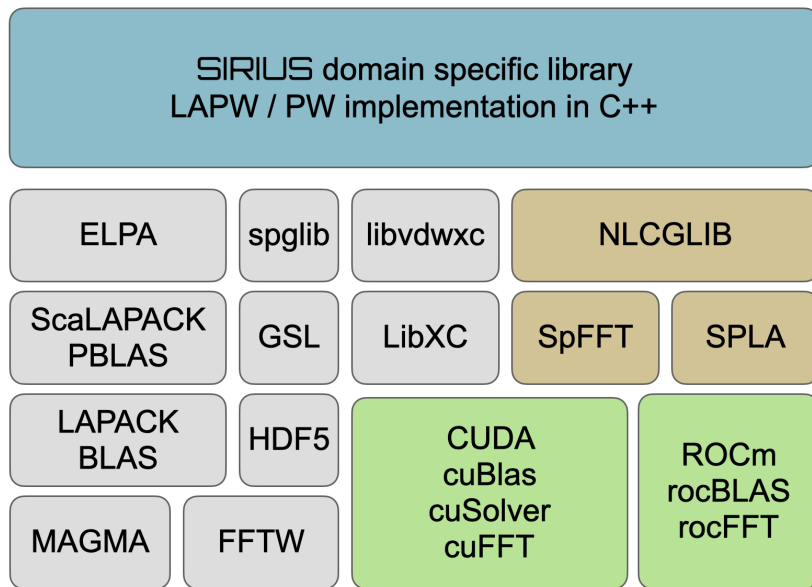 SIRIUS domain specific library
LAPW / PW implementation in C++
ELPA
spglib
libvdwxc
NLCGLIB
ScaLAPACK
PBLAS
GSL
LibXC
SpFFT
SPLA
LAPACK
BLAS
HDF5
CUDA
cuBlas
cuSolver
cuFFT
ROCm
rocBLAS
rocFFT
MAGMA
FFTW